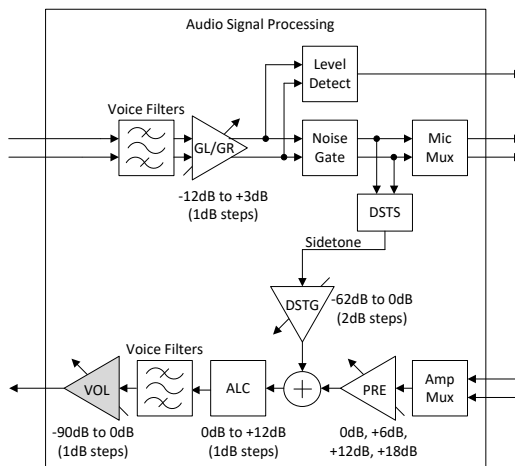 Audio Signal Processing
Level
Detect
Voice Filters
GL/GR
Noise
Gate
Mic
Mux
-12dB to +3dB
(1dB steps)
DSTS
Sidetone
DSTG
-62dB to 0dB
(2dB steps)
Voice Filters
VOL
ALC
PRE
Amp
Mux
-90dB to 0dB
(1dB steps)
0dB to +12dB
(1dB steps)
0dB, +6dB,
+12dB, +18dB